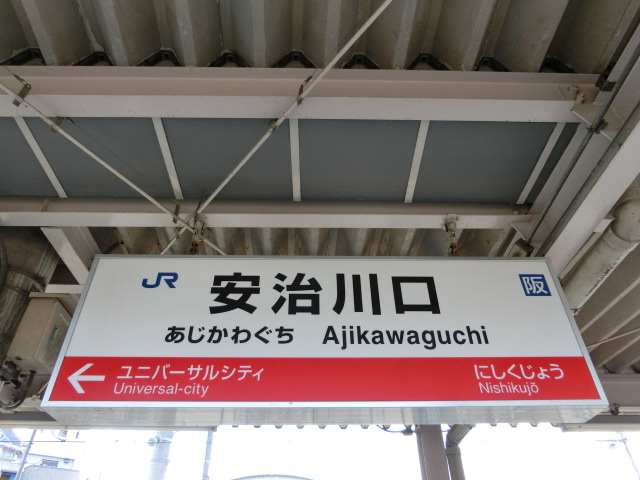 JR 安治川口 阪
あじかわぐち Ajikawaguchi
← ユニバーサルシティ にしくじょう
Universal-city Nishikujō